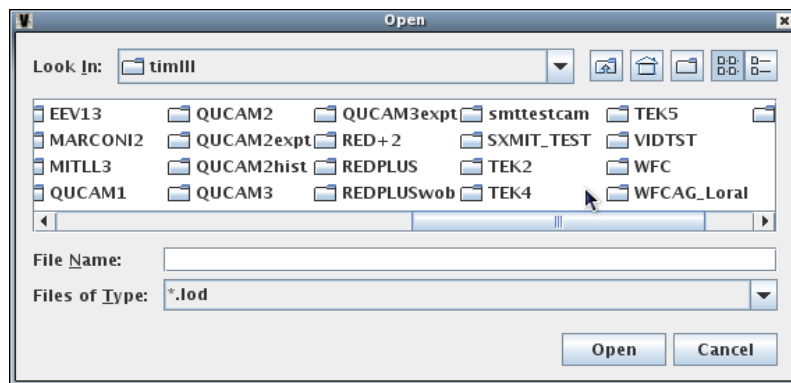 V Open
Look In: timIII
EEV13 QUCAM2 QUCAM3expt smttestcam TEK5
MARCONI2 QUCAM2expt RED+2 SXMIT_TEST VIDTST
MITLL3 QUCAM2hist REDPLUS TEK2 WFC
QUCAM1 QUCAM3 REDPLUSwob TEK4 WFCAG_Loral
File Name:
Files of Type: *.lod
Open Cancel